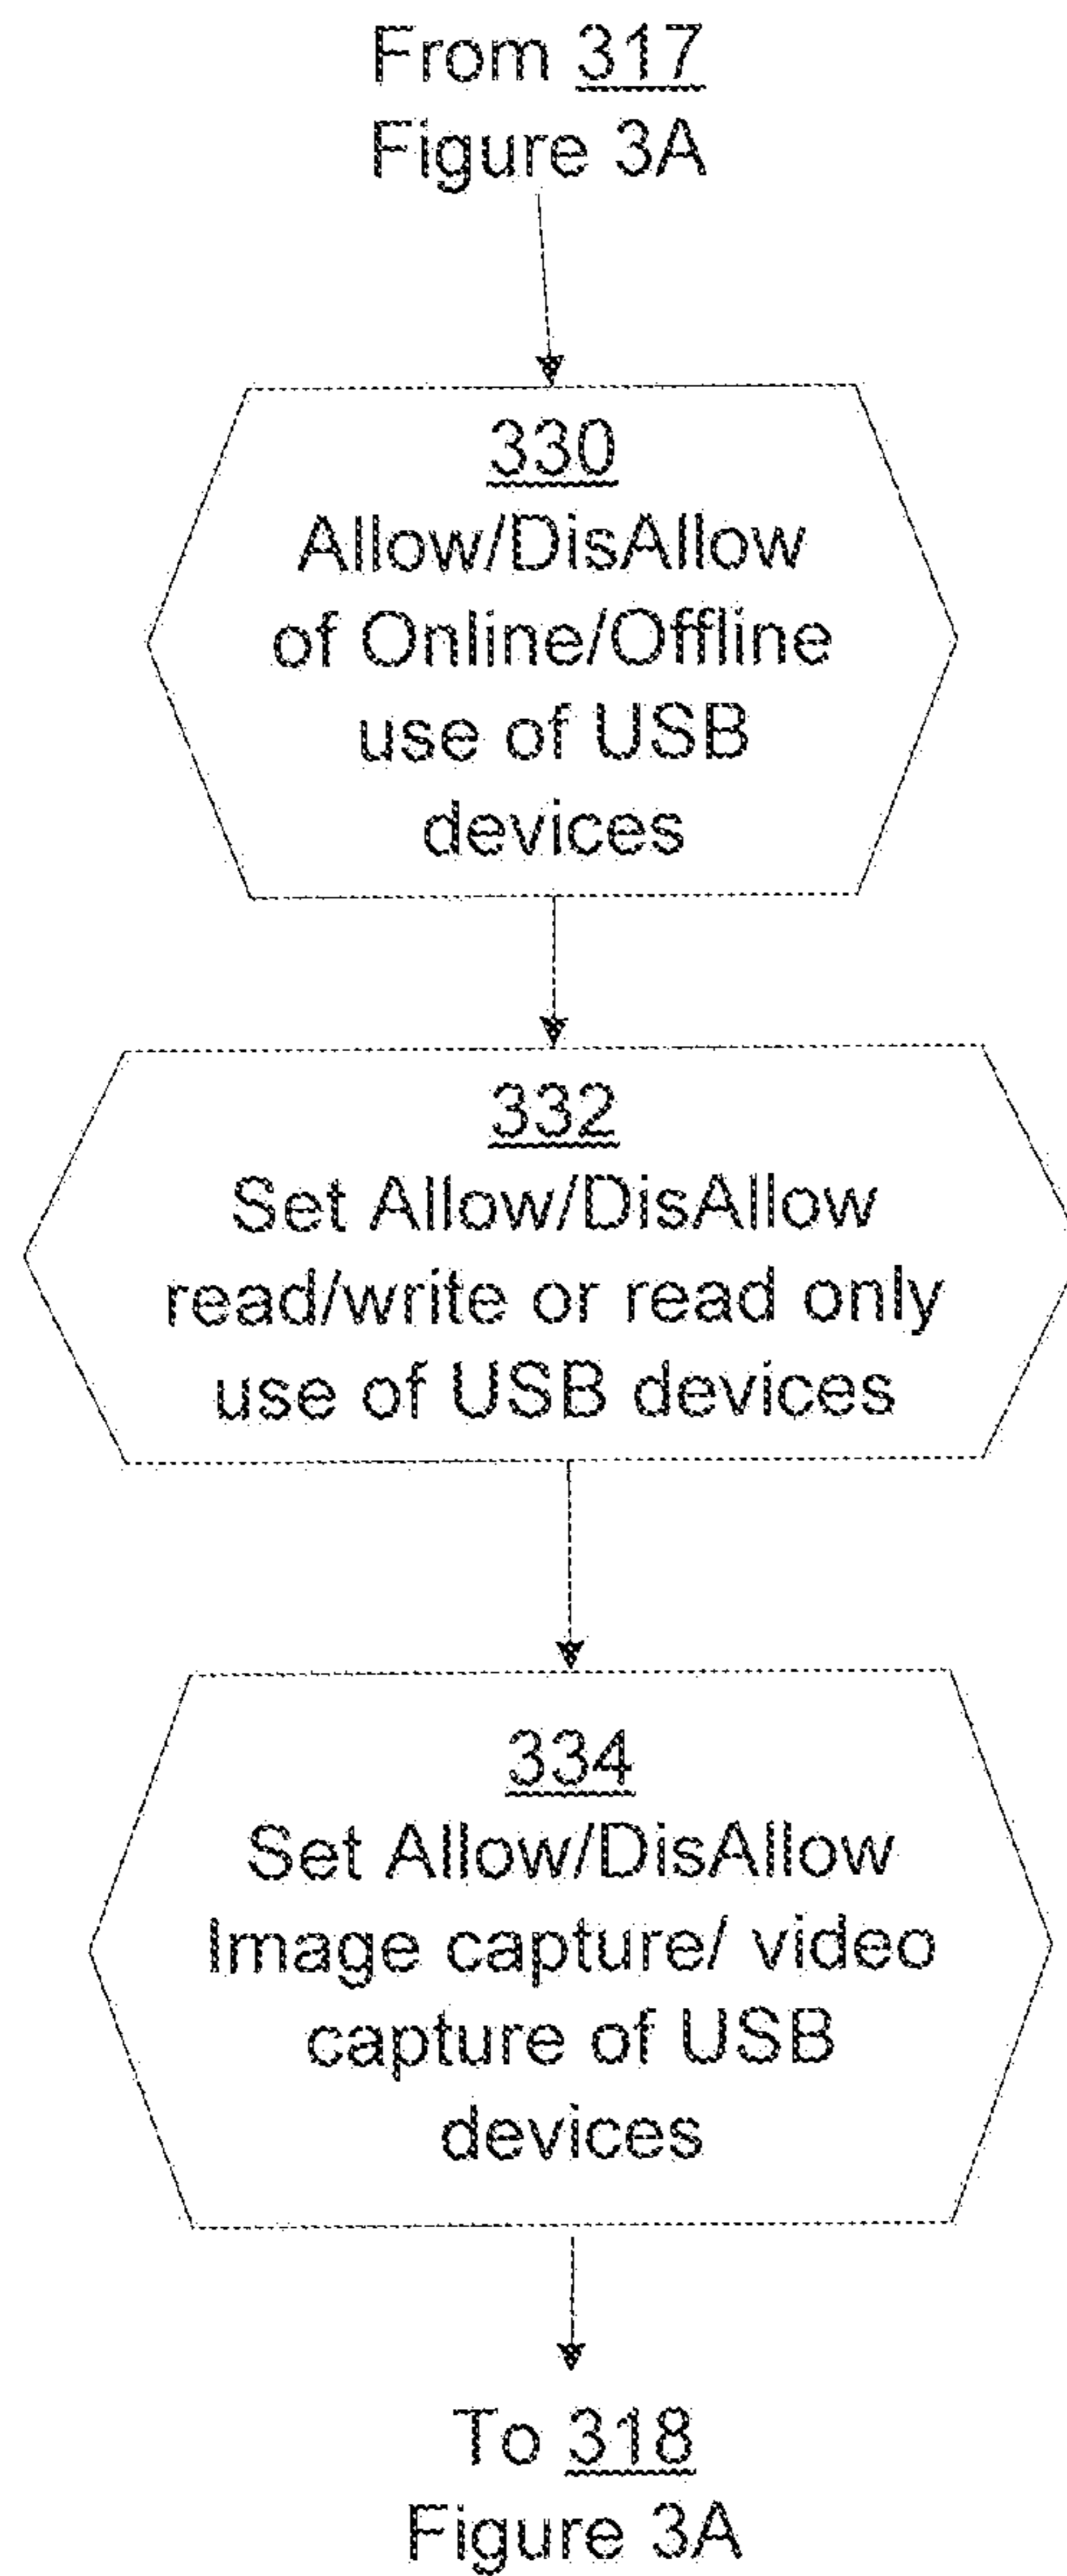 From 317
Figure 3A
330
Allow/DisAllow
of Online/Offline
use of USB
devices
332
Set Allow/DisAllow
read/write or read only
use of USB devices
334
Set Allow/DisAllow
Image capture/ video
capture of USB
devices
To 318
Figure 3A